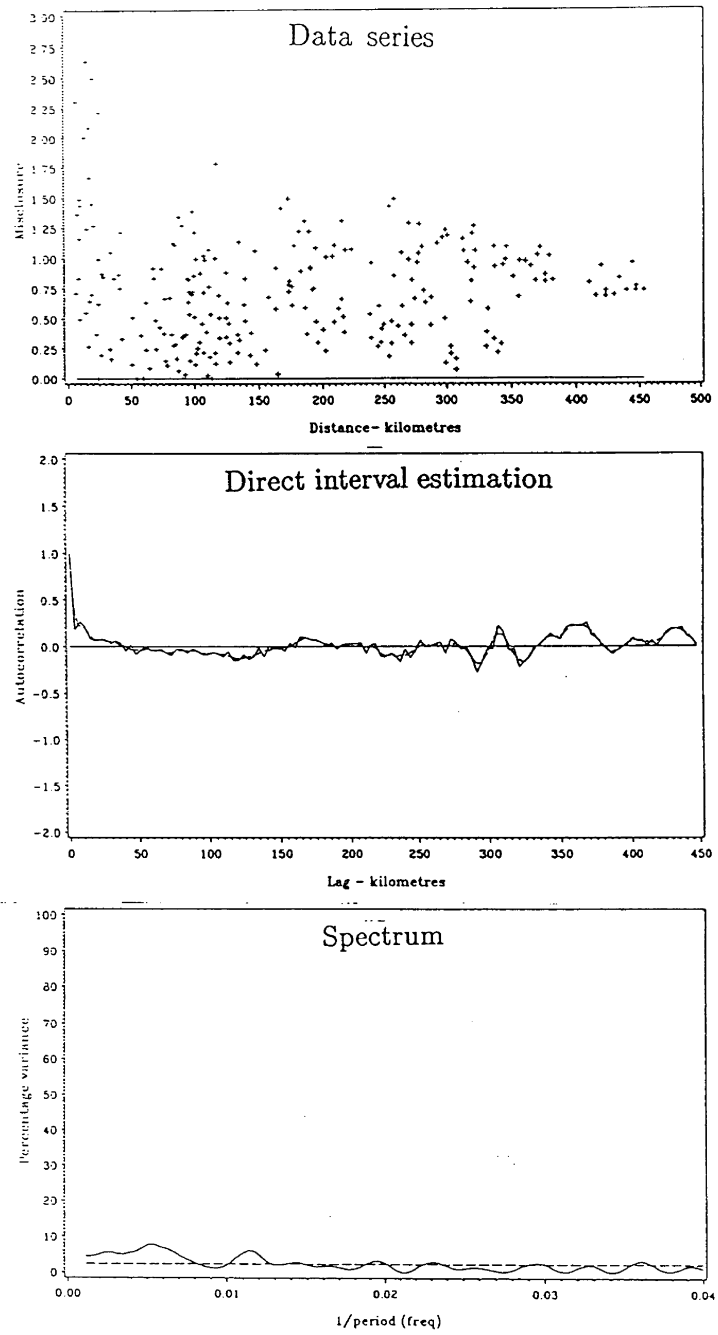 Data series
3.00
2.75
2.50
2.25
2.00
1.75
1.50
1.25
1.00
0.75
0.50
0.25
0.00
Misclosure
0 50 100 150 200 250 300 350 400 450 500
Distance- kilometres
Direct interval estimation
2.0
1.5
1.0
0.5
0.0
-0.5
-1.0
-1.5
-2.0
Autocorrelation
0 50 100 150 200 250 300 350 400 450
Lag - kilometres
Spectrum
100
90
80
70
60
50
40
30
20
10
0
Percentage variance
0.00 0.01 0.02 0.03 0.04
1/period (freq)